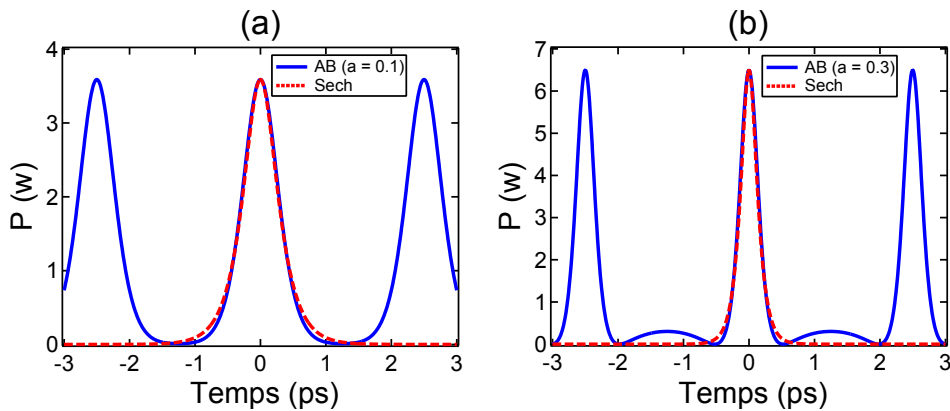 (a)
AB (a = 0.1)
Sech
P (w)
4
3
2
1
0
-3 -2 -1 0 1 2 3
Temps (ps)
(b)
AB (a = 0.3)
Sech
P (w)
7
6
5
4
3
2
1
0
-3 -2 -1 0 1 2 3
Temps (ps)